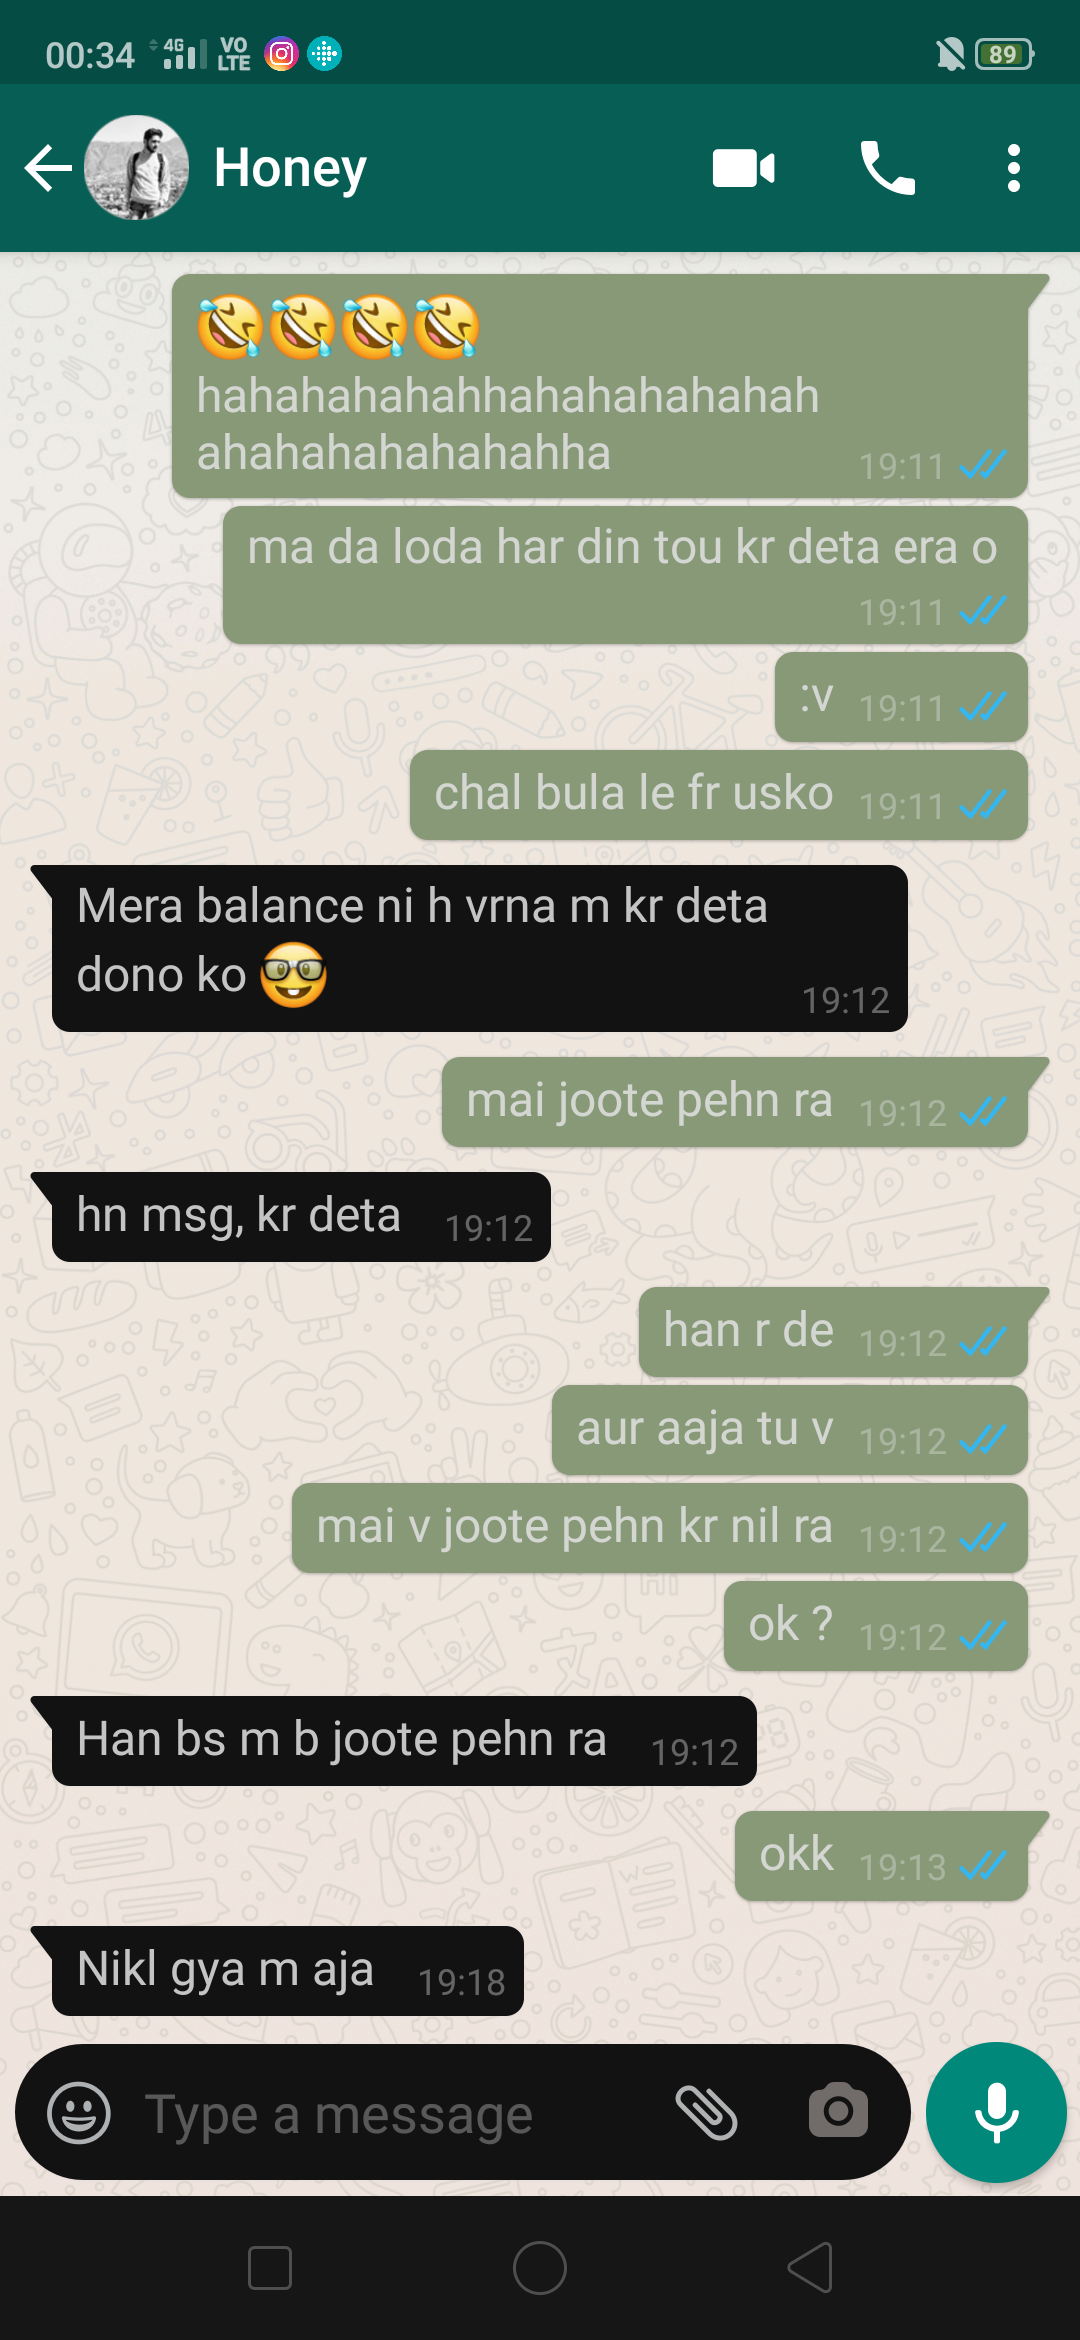 00:34 4G VO LTE 89
Honey
🤣🤣🤣🤣
hahahahahahhahahahahahah
ahahahahahahahha 19:11
ma da loda har din tou kr deta era o
19:11
:v 19:11
chal bula le fr usko 19:11
Mera balance ni h vrna m kr deta
dono ko 🤓 19:12
mai joote pehn ra 19:12
hn msg, kr deta 19:12
han r de 19:12
aur aaja tu v 19:12
mai v joote pehn kr nil ra 19:12
ok ? 19:12
Han bs m b joote pehn ra 19:12
okk 19:13
Nikl gya m aja 19:18
Type a message